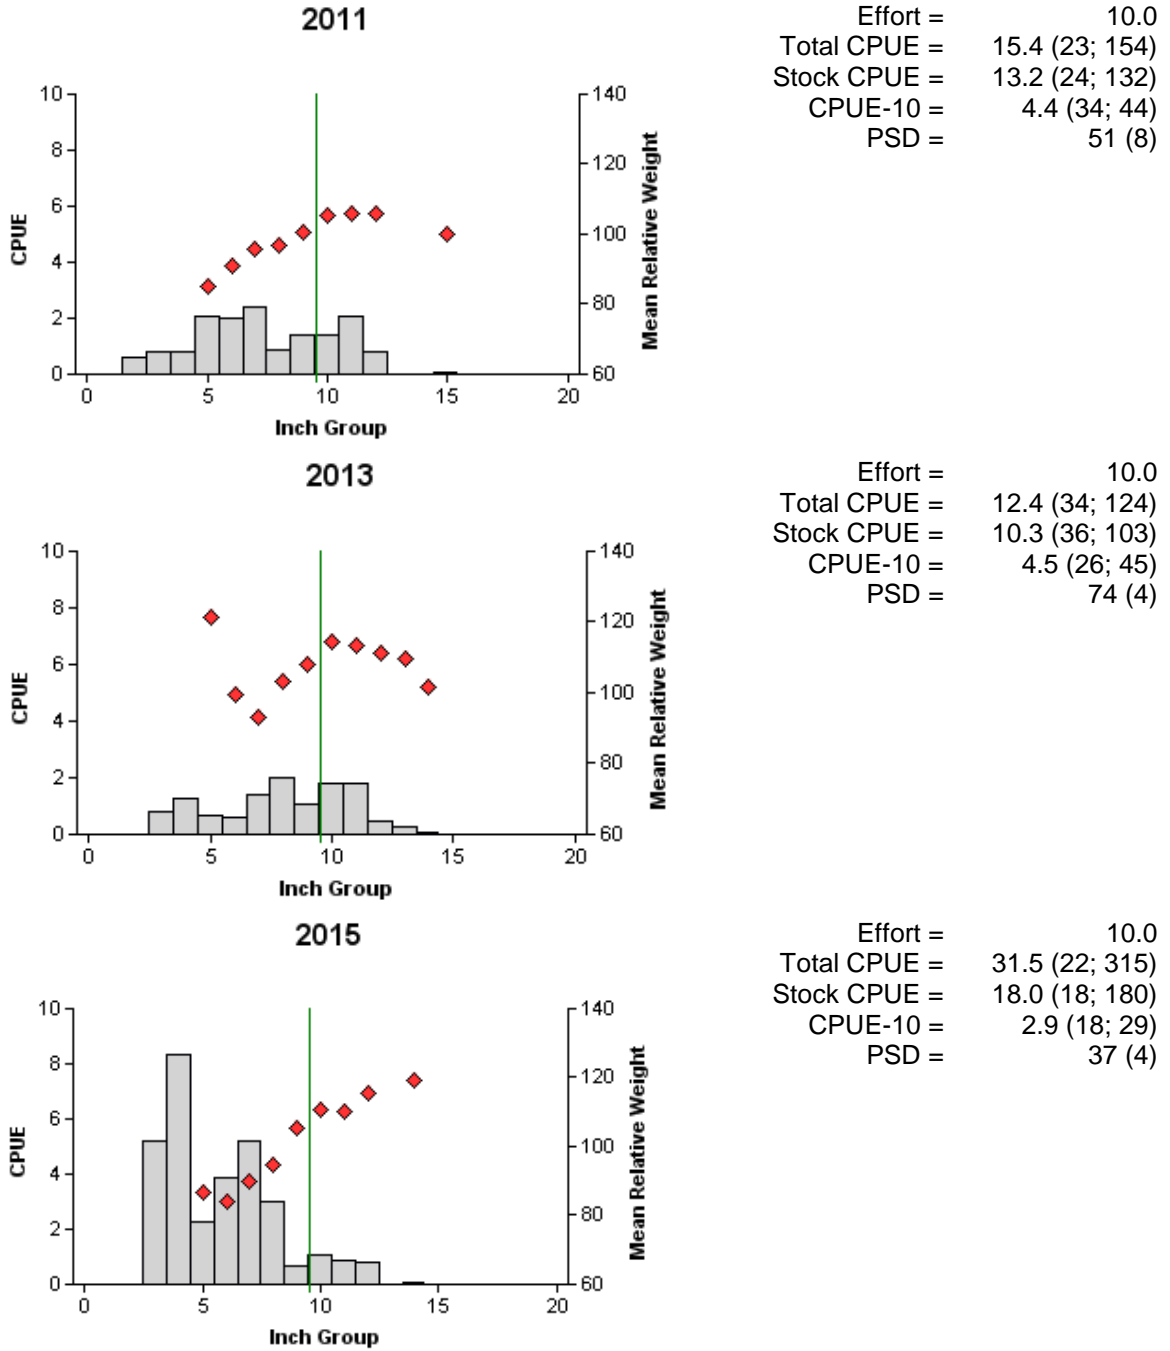 2011
Effort = 10.0
Total CPUE = 15.4 (23; 154)
Stock CPUE = 13.2 (24; 132)
CPUE-10 = 4.4 (34; 44)
PSD = 51 (8)
10
8
6
4
2
0
CPUE
140
120
100
80
60
Mean Relative Weight
0 5 10 15 20
Inch Group
2013
Effort = 10.0
Total CPUE = 12.4 (34; 124)
Stock CPUE = 10.3 (36; 103)
CPUE-10 = 4.5 (26; 45)
PSD = 74 (4)
10
8
6
4
2
0
CPUE
140
120
100
80
60
Mean Relative Weight
0 5 10 15 20
Inch Group
2015
Effort = 10.0
Total CPUE = 31.5 (22; 315)
Stock CPUE = 18.0 (18; 180)
CPUE-10 = 2.9 (18; 29)
PSD = 37 (4)
10
8
6
4
2
0
CPUE
140
120
100
80
60
Mean Relative Weight
0 5 10 15 20
Inch Group